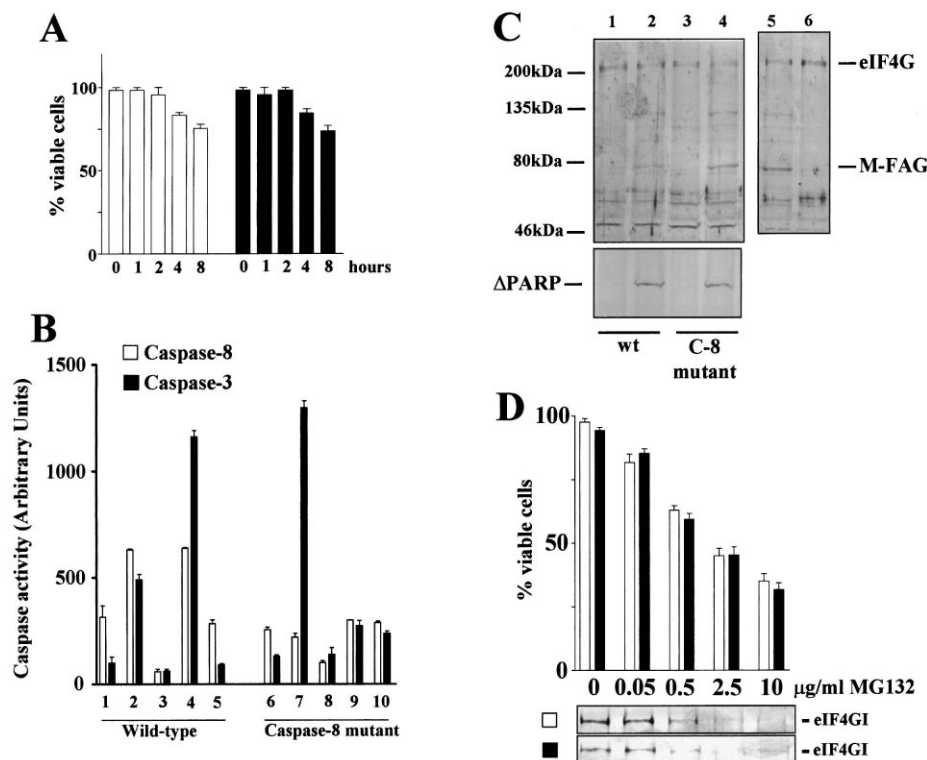 A
% viable cells
100
50
0
0 1 2 4 8 0 1 2 4 8 hours
B
Caspase-8
Caspase-3
Caspase activity (Arbitrary Units)
1500
1000
500
0
1 2 3 4 5 6 7 8 9 10
Wild-type Caspase-8 mutant
C
1 2 3 4 5 6
200kDa
135kDa
80kDa
46kDa
eIF4G
M-FAG
ΔPARP
wt C-8 mutant
D
% viable cells
100
50
0
0 0.05 0.5 2.5 10 μg/ml MG132
- eIF4GI
- eIF4GI